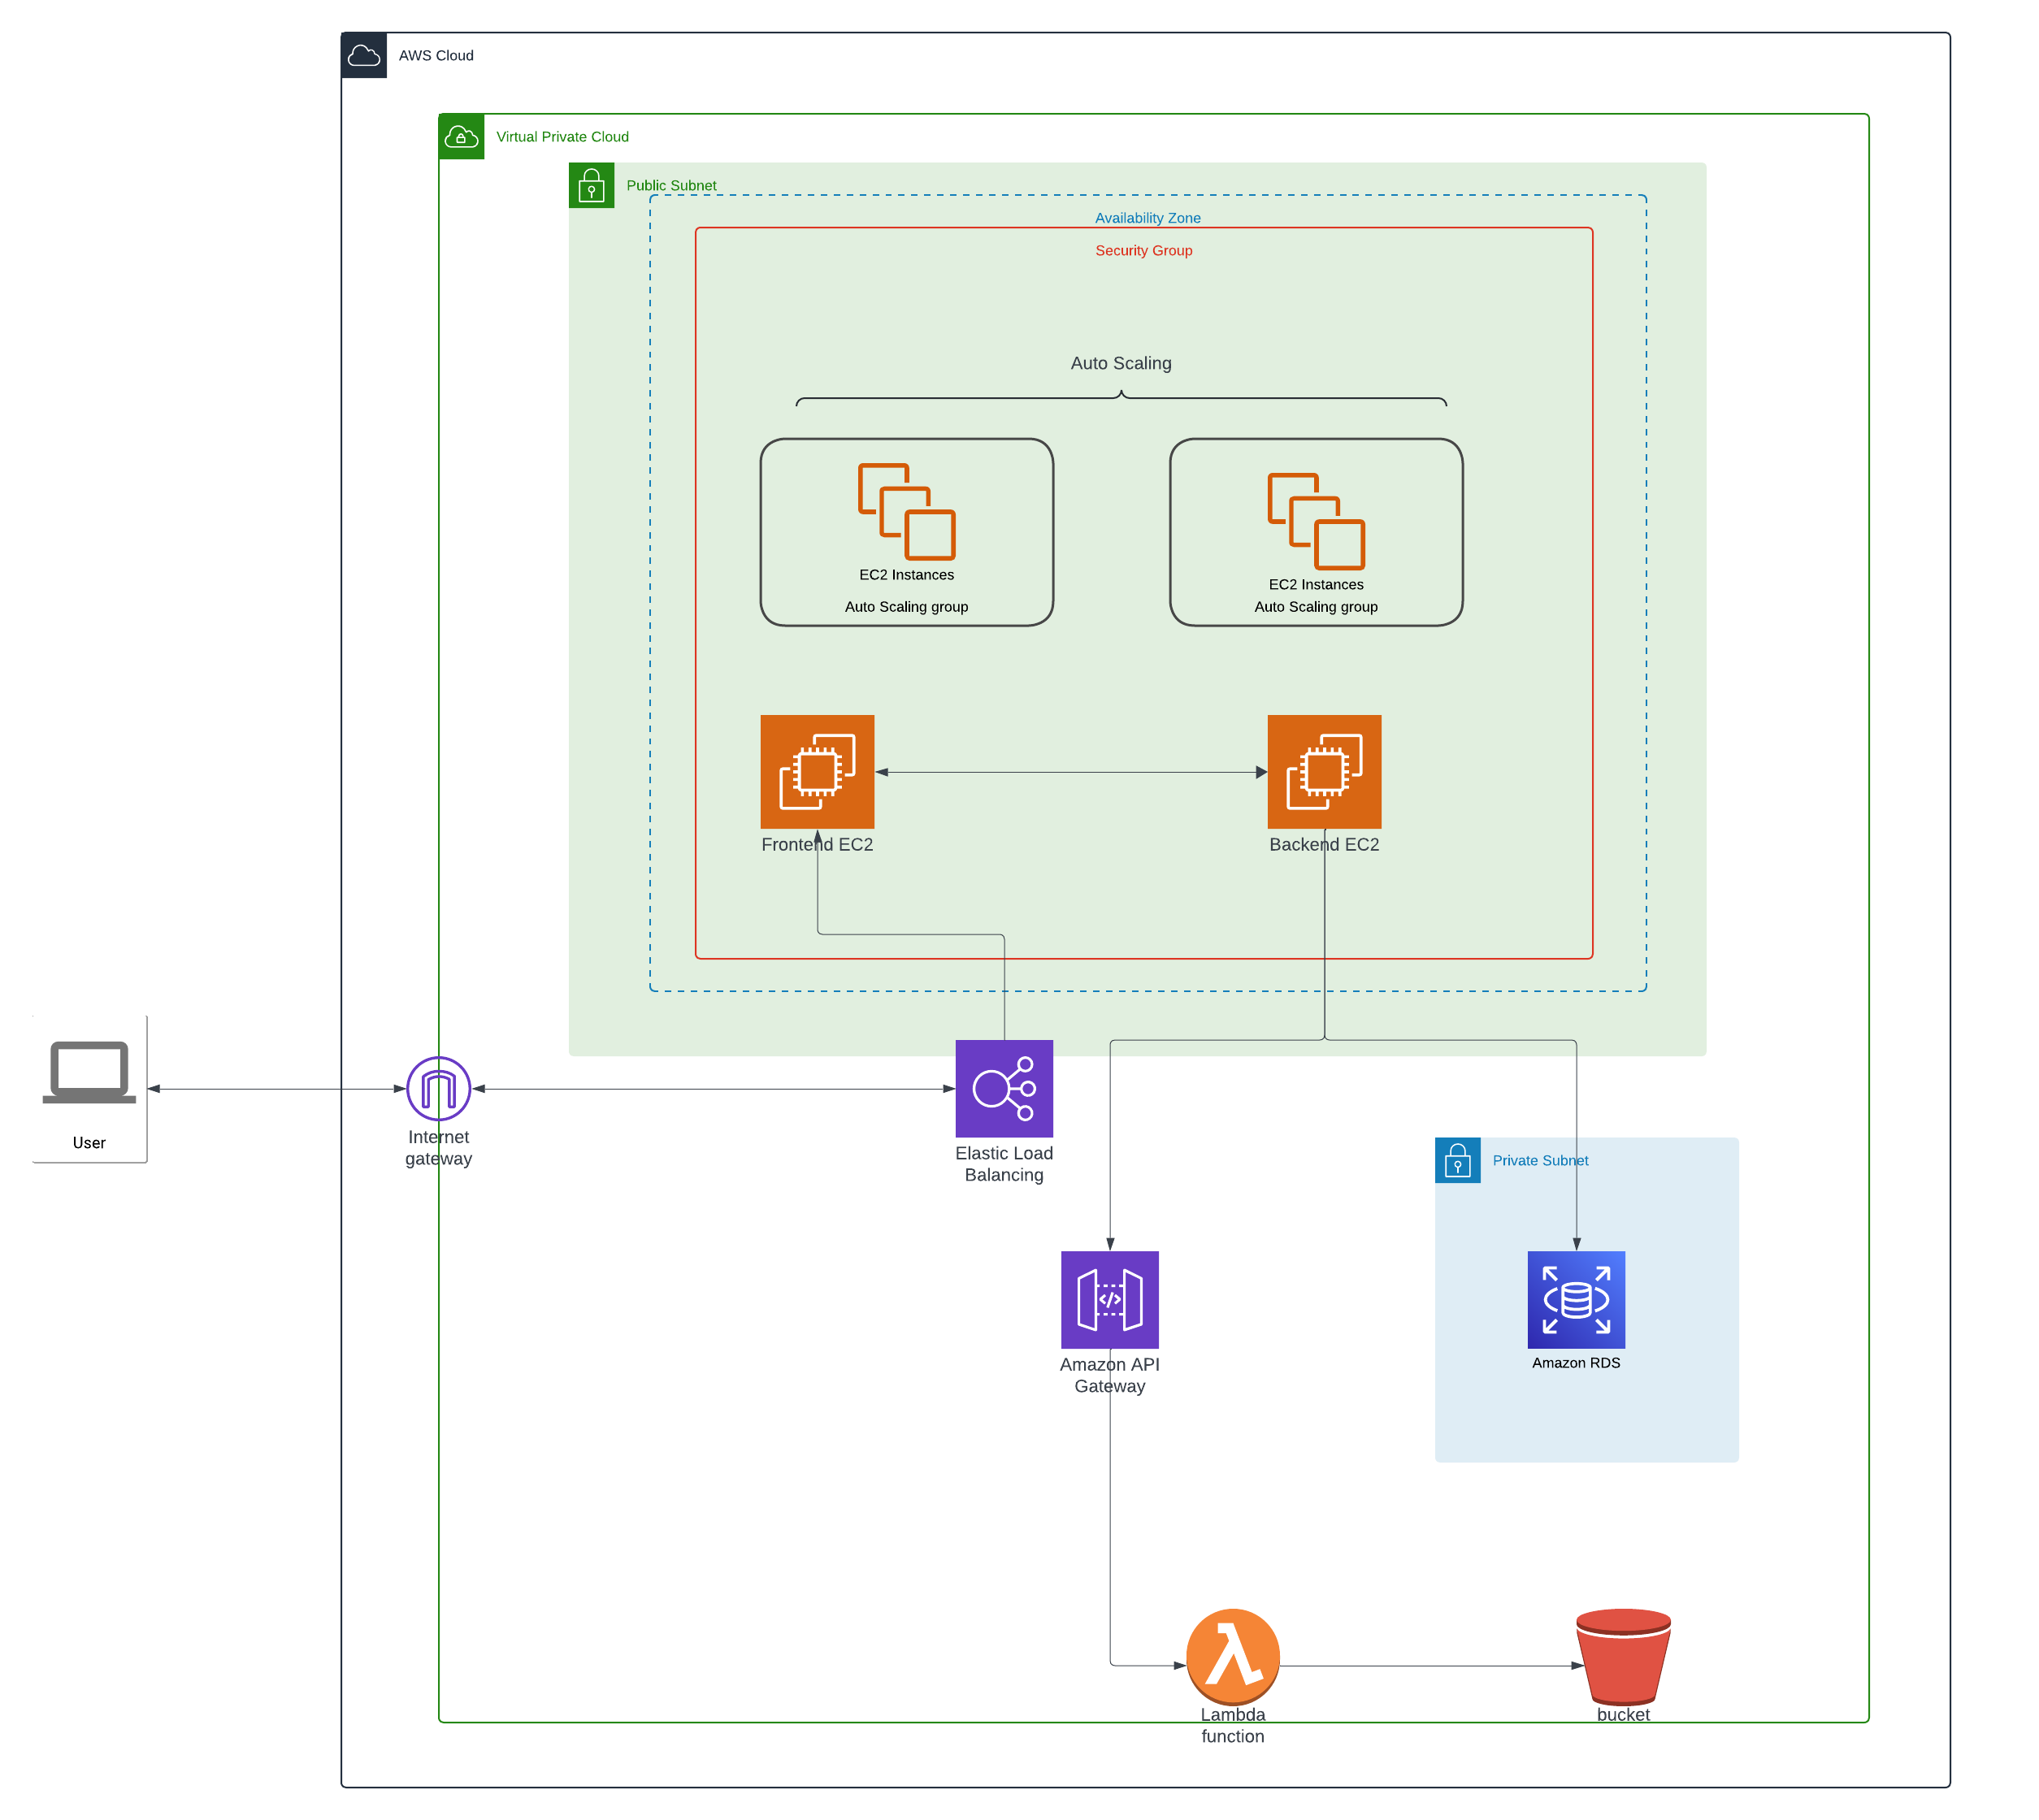 AWS Cloud
Virtual Private Cloud
Public Subnet
Availability Zone
Security Group
Auto Scaling
EC2 Instances
Auto Scaling group
EC2 Instances
Auto Scaling group
Frontend EC2
Backend EC2
User
Internet
gateway
Elastic Load
Balancing
Private Subnet
Amazon API
Gateway
Amazon RDS
Lambda
function
bucket